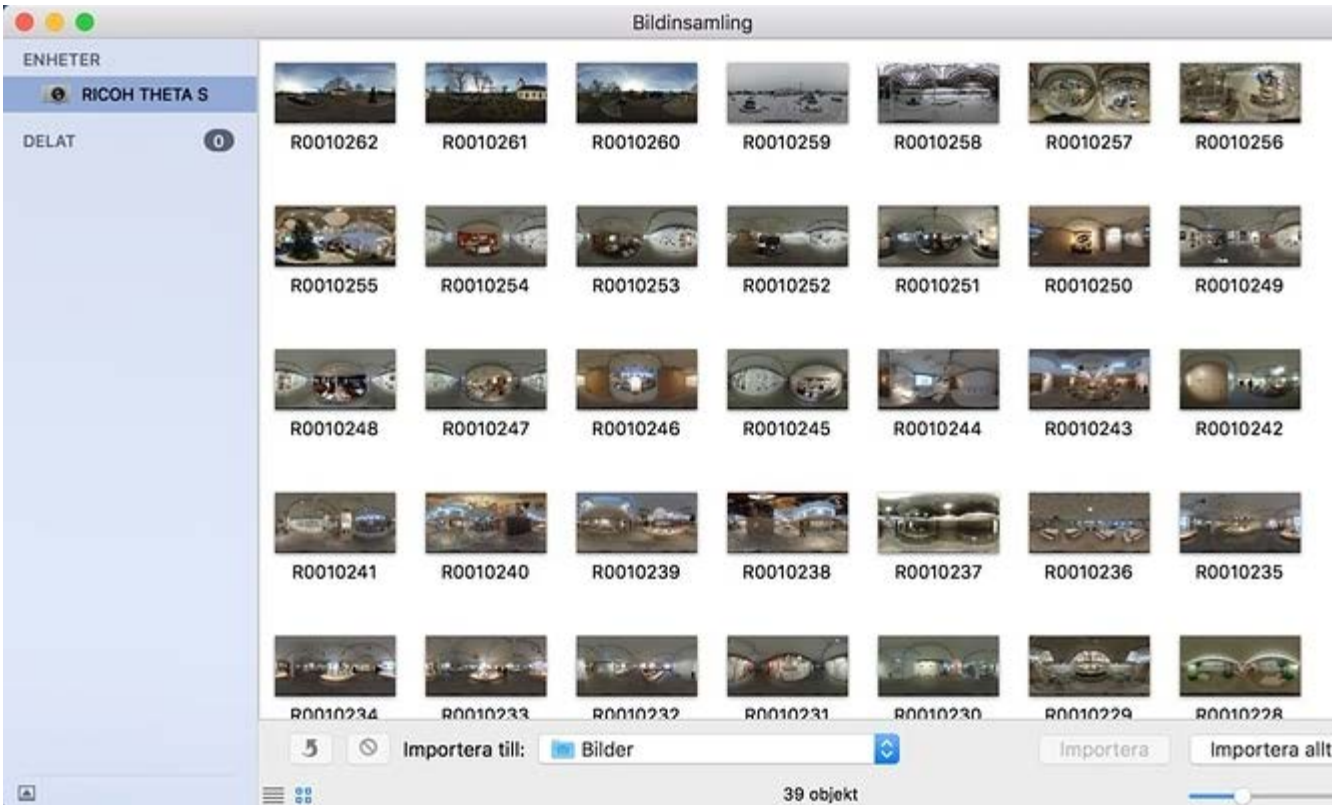 Bildinsamling
ENHETER
RICOH THETA S
DELAT 0
R0010262 R0010261 R0010260 R0010259 R0010258 R0010257 R0010256
R0010255 R0010254 R0010253 R0010252 R0010251 R0010250 R0010249
R0010248 R0010247 R0010246 R0010245 R0010244 R0010243 R0010242
R0010241 R0010240 R0010239 R0010238 R0010237 R0010236 R0010235
R0010234 R0010233 R0010232 R0010231 R0010230 R0010229 R0010228
Importera till: Bilder Importera Importera allt
39 objekt